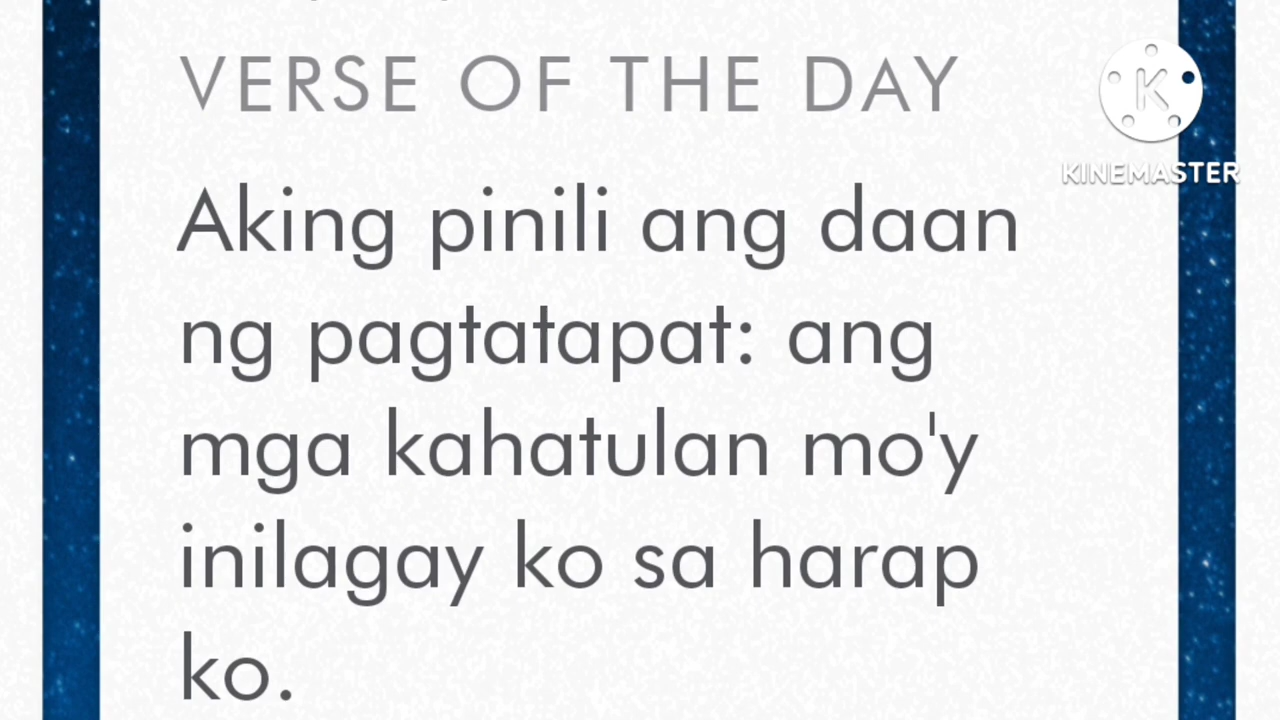 VERSE OF THE DAY
Aking pinili ang daan
ng pagtatapat: ang
mga kahatulan mo'y
inilagay ko sa harap
ko.
K
KINEMASTER